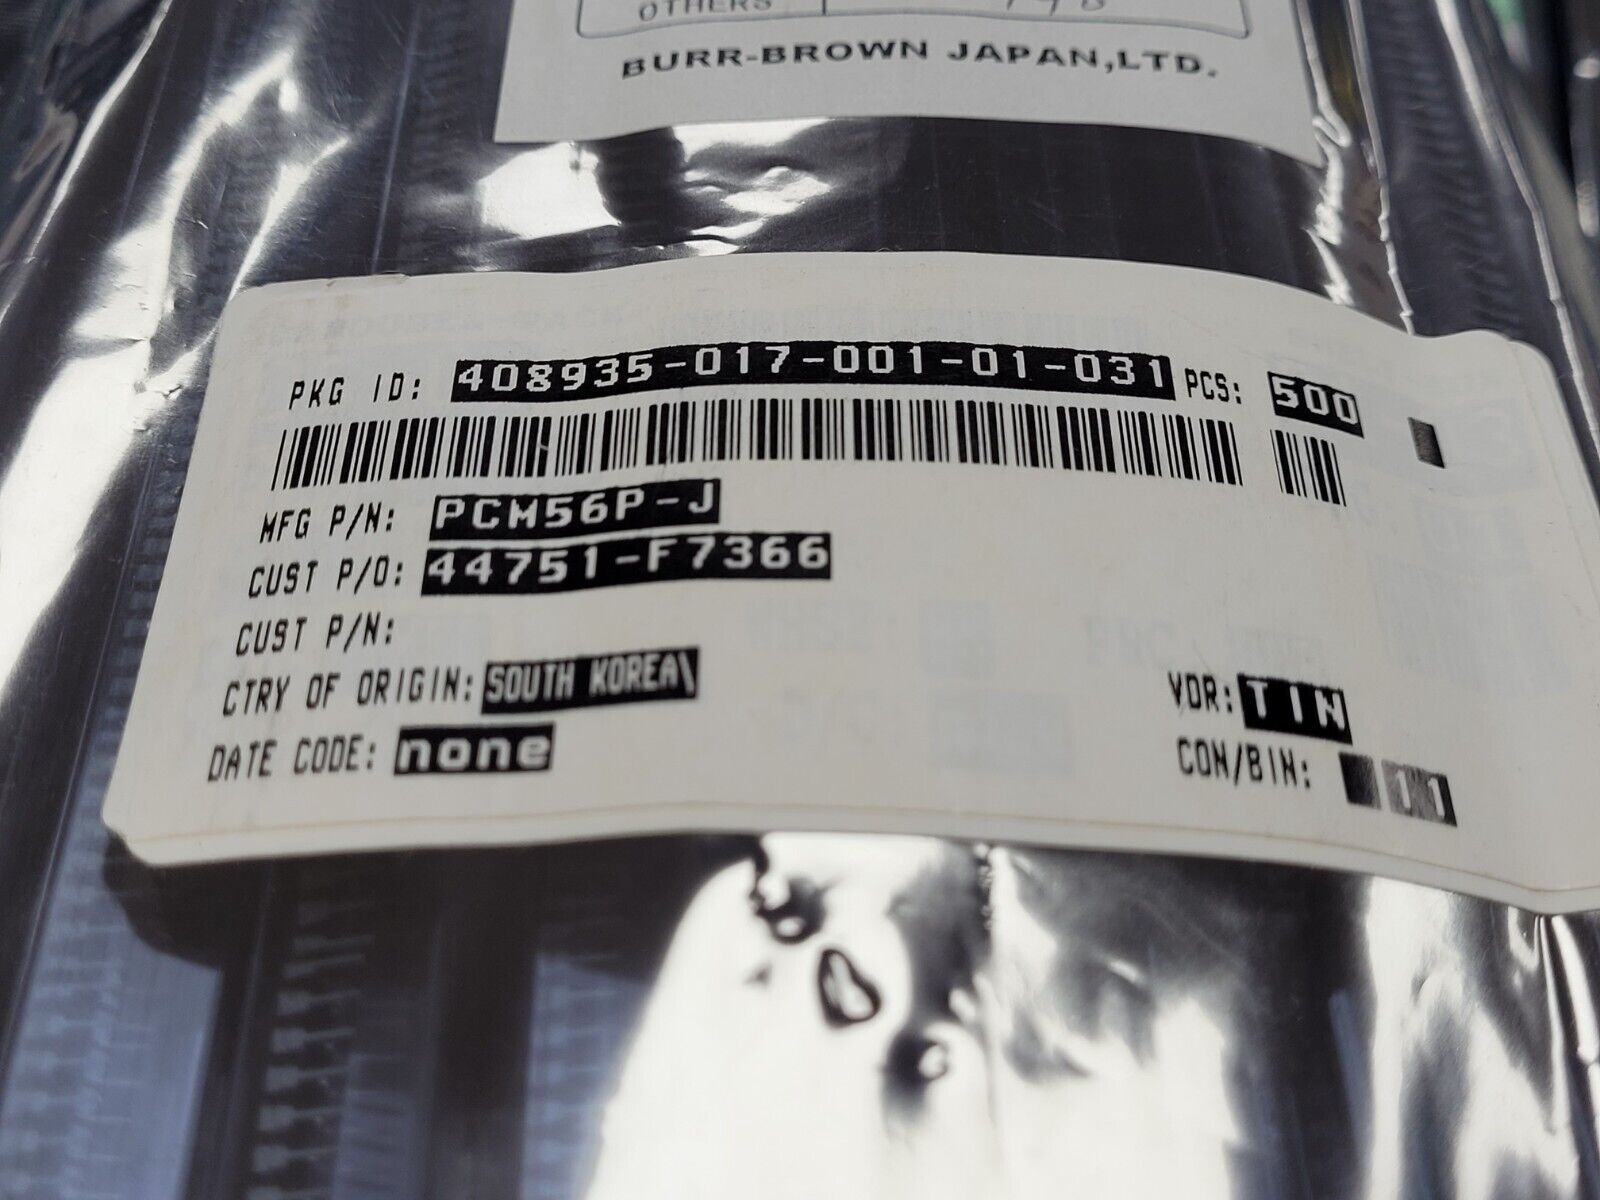 OTHERS
BURR-BROWN JAPAN,LTD.
PKG ID: 408935-017-001-01-031 PCS: 500
MFG P/N: PCM56P-J
CUST P/O: 44751-F7366
CUST P/N:
CTRY OF ORIGIN: SOUTH KOREA\
DATE CODE: none
VDR: TIN
CON/BIN: 11